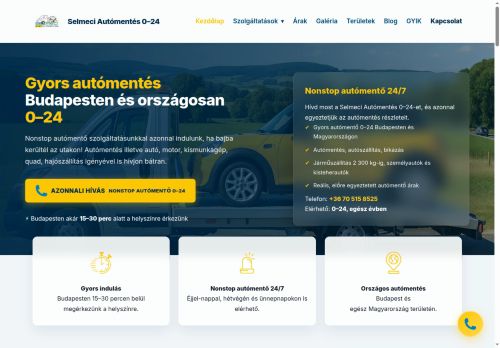 Selmeci Autómentés 0–24
Kezdőlap Szolgáltatások ▾ Árak Galéria Területek Blog GYIK Kapcsolat
Gyors autómentés
Budapesten és országosan
0–24
Nonstop autómentő szolgáltatásunkkal azonnal indulunk, ha bajba
kerültél az utakon! Autómentés illetve autó, motor, kismunkagép,
quad, hajószállítás igényével is hívjon bátran.
AZONNALI HÍVÁS NONSTOP AUTÓMENTŐ 0–24
Budapesten akár 15–30 perc alatt a helyszínre érkezünk
Nonstop autómentő 24/7
Hívd most a Selmeci Autómentés 0–24-et, és azonnal
egyeztetjük az autómentés részleteit.
✓ Gyors autómentő 0–24 Budapesten és
Magyarországon
✓ Autómentés, autószállítás, bikázás
✓ Járműszállítás 2 300 kg-ig, személyautók és
kisteherautók
✓ Reális, előre egyeztetett autómentő árak
Telefon: +36 70 515 8525
Elérhető: 0–24, egész évben
Gyors indulás
Budapesten 15–30 percen belül
megérkezünk a helyszínre.
Nonstop autómentő 24/7
Éjjel-nappal, hétvégén és ünnepnapokon is
elérhető.
Országos autómentés
Budapest és
egész Magyarország területén.